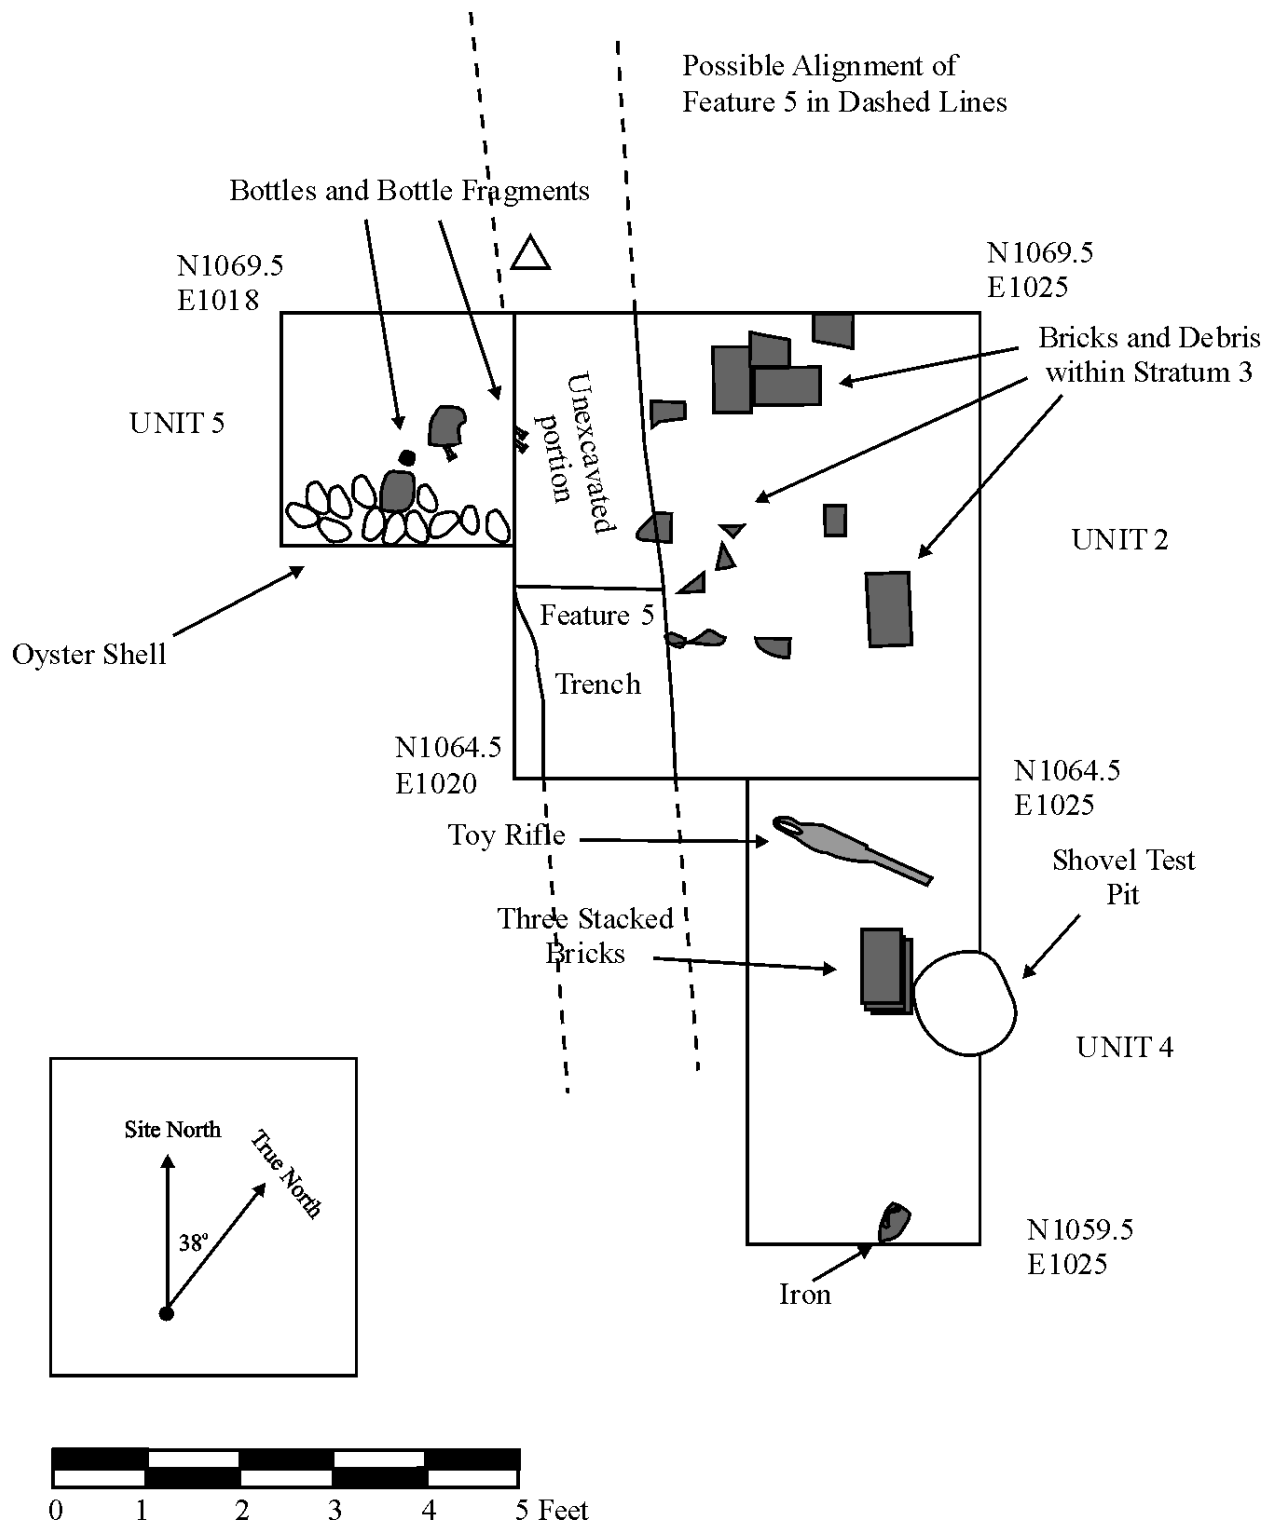 Possible Alignment of
Feature 5 in Dashed Lines
Bottles and Bottle Fragments
N1069.5
E1018
N1069.5
E1025
Bricks and Debris
within Stratum 3
UNIT 5
Unexcavated
portion
UNIT 2
Feature 5
Trench
Oyster Shell
N1064.5
E1020
N1064.5
E1025
Toy Rifle
Shovel Test
Pit
Three Stacked
Bricks
UNIT 4
Site North
True North
38°
N1059.5
E1025
Iron
0 1 2 3 4 5 Feet